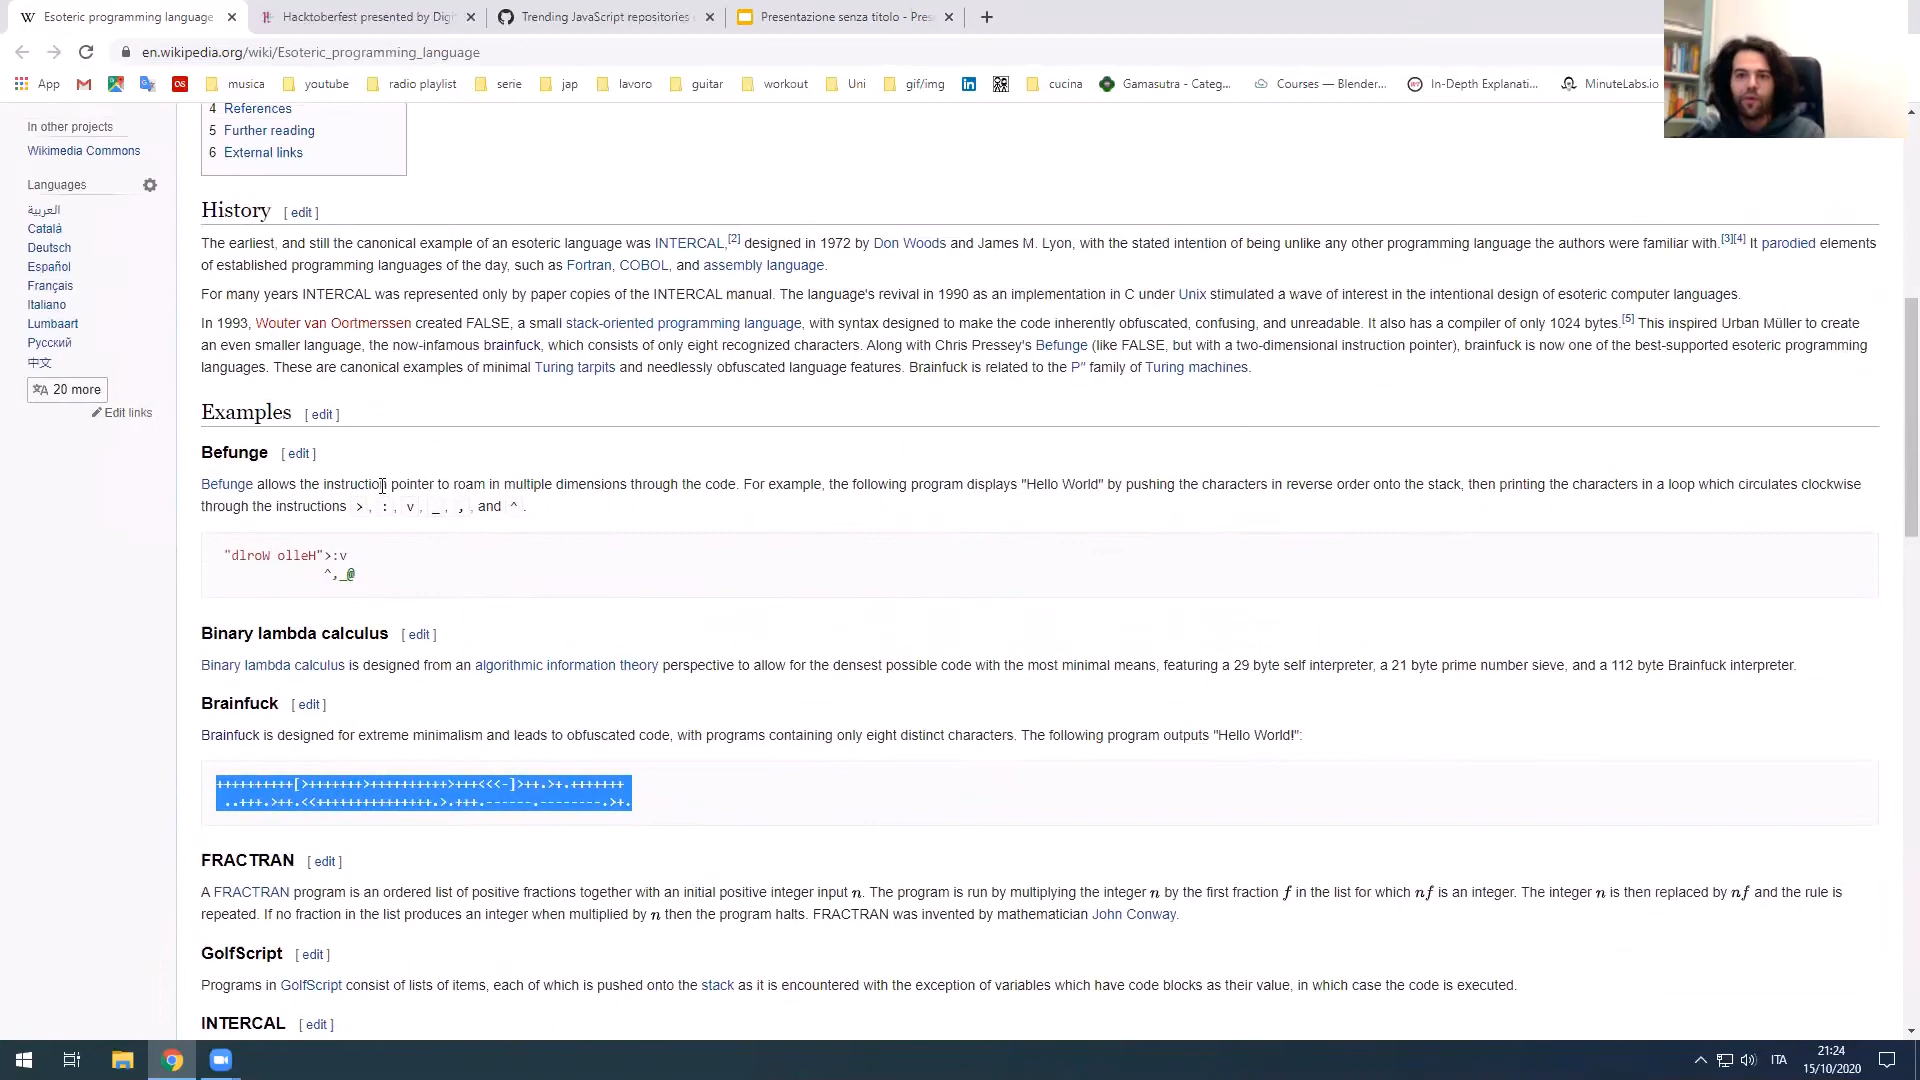 Esoteric programming language
Hacktoberfest presented by Digi
Trending JavaScript repositories
Presentazione senza titolo - Pres
en.wikipedia.org/wiki/Esoteric_programming_language
App
musica
youtube
radio playlist
serie
jap
lavoro
guitar
workout
Uni
gif/img
cucina
Gamasutra - Categ...
Courses — Blender...
In-Depth Explanati...
MinuteLabs.io
In other projects
Wikimedia Commons
Languages
العربية
Català
Deutsch
Español
Français
Italiano
Lumbaart
Русский
中文
20 more
Edit links
4 References
5 Further reading
6 External links
History [ edit ]
The earliest, and still the canonical example of an esoteric language was INTERCAL,[2] designed in 1972 by Don Woods and James M. Lyon, with the stated intention of being unlike any other programming language the authors were familiar with.[3][4] It parodied elements
of established programming languages of the day, such as Fortran, COBOL, and assembly language.
For many years INTERCAL was represented only by paper copies of the INTERCAL manual. The language's revival in 1990 as an implementation in C under Unix stimulated a wave of interest in the intentional design of esoteric computer languages.
In 1993, Wouter van Oortmerssen created FALSE, a small stack-oriented programming language, with syntax designed to make the code inherently obfuscated, confusing, and unreadable. It also has a compiler of only 1024 bytes.[5] This inspired Urban Müller to create
an even smaller language, the now-infamous brainfuck, which consists of only eight recognized characters. Along with Chris Pressey's Befunge (like FALSE, but with a two-dimensional instruction pointer), brainfuck is now one of the best-supported esoteric programming
languages. These are canonical examples of minimal Turing tarpits and needlessly obfuscated language features. Brainfuck is related to the P′′ family of Turing machines.
Examples [ edit ]
Befunge [ edit ]
Befunge allows the instruction pointer to roam in multiple dimensions through the code. For example, the following program displays "Hello World" by pushing the characters in reverse order onto the stack, then printing the characters in a loop which circulates clockwise
through the instructions > , : , v , _ , , , and ^ .
"dlroW olleH">:v
^,_@
Binary lambda calculus [ edit ]
Binary lambda calculus is designed from an algorithmic information theory perspective to allow for the densest possible code with the most minimal means, featuring a 29 byte self interpreter, a 21 byte prime number sieve, and a 112 byte Brainfuck interpreter.
Brainfuck [ edit ]
Brainfuck is designed for extreme minimalism and leads to obfuscated code, with programs containing only eight distinct characters. The following program outputs "Hello World!":
++++++++++[>+++++++>++++++++++>+++<<<-]>++.>+.+++++++
..+++.>++.<<+++++++++++++++.>.+++.------.--------.>+.
FRACTRAN [ edit ]
A FRACTRAN program is an ordered list of positive fractions together with an initial positive integer input n. The program is run by multiplying the integer n by the first fraction f in the list for which nf is an integer. The integer n is then replaced by nf and the rule is
repeated. If no fraction in the list produces an integer when multiplied by n then the program halts. FRACTRAN was invented by mathematician John Conway.
GolfScript [ edit ]
Programs in GolfScript consist of lists of items, each of which is pushed onto the stack as it is encountered with the exception of variables which have code blocks as their value, in which case the code is executed.
INTERCAL [ edit ]
ITA
21:24
15/10/2020